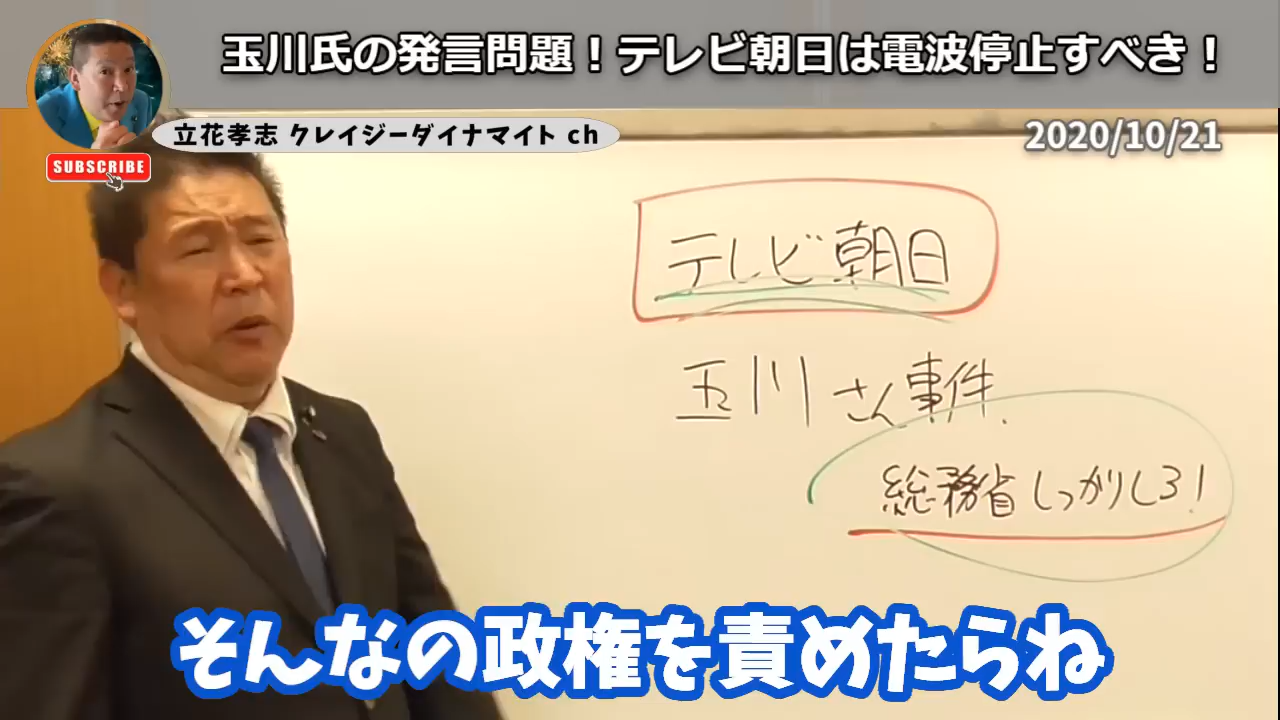 玉川氏の発言問題！テレビ朝日は電波停止すべき！
立花孝志 クレイジーダイナマイト ch
SUBSCRIBE
2020/10/21
テレビ朝日
玉川さん事件.
総務省しっかりしろ!
そんなの政権を責めたらね